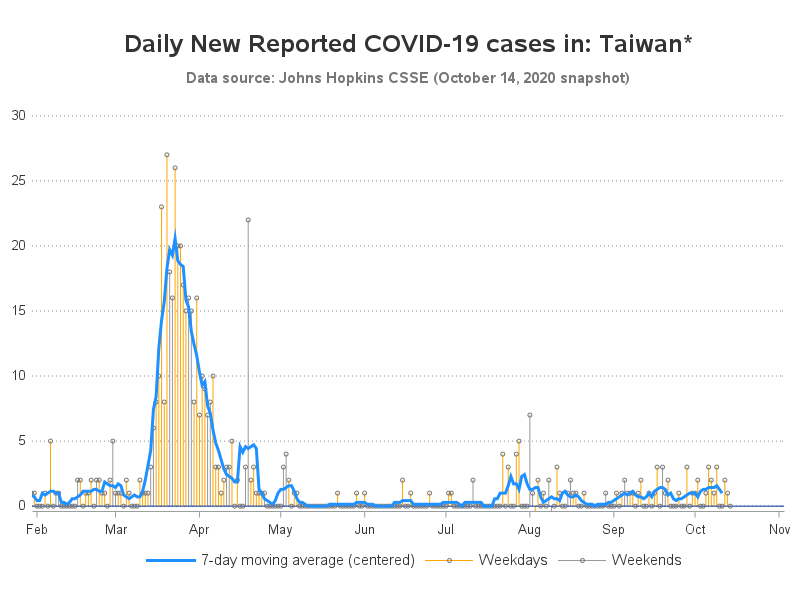 Daily New Reported COVID-19 cases in: Taiwan*
Data source: Johns Hopkins CSSE (October 14, 2020 snapshot)
30
25
20
15
10
5
0
Feb Mar Apr May Jun Jul Aug Sep Oct Nov
7-day moving average (centered) Weekdays Weekends